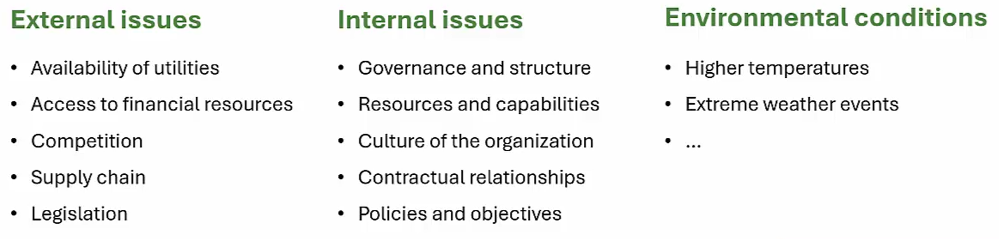 External issues
• Availability of utilities
• Access to financial resources
• Competition
• Supply chain
• Legislation
Internal issues
• Governance and structure
• Resources and capabilities
• Culture of the organization
• Contractual relationships
• Policies and objectives
Environmental conditions
• Higher temperatures
• Extreme weather events
• ...